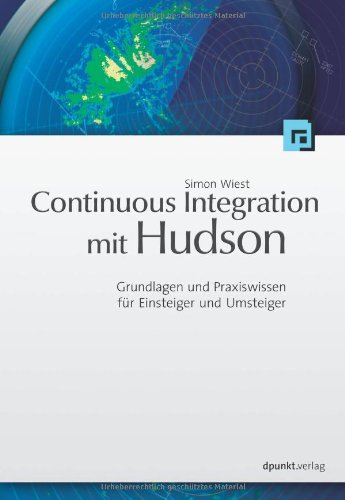 Urheberrechtlich geschütztes Material
Simon Wiest
Continuous Integration
mit Hudson
Grundlagen und Praxiswissen
für Einsteiger und Umsteiger
dpunkt.verlag
Urheberrechtlich geschütztes Material